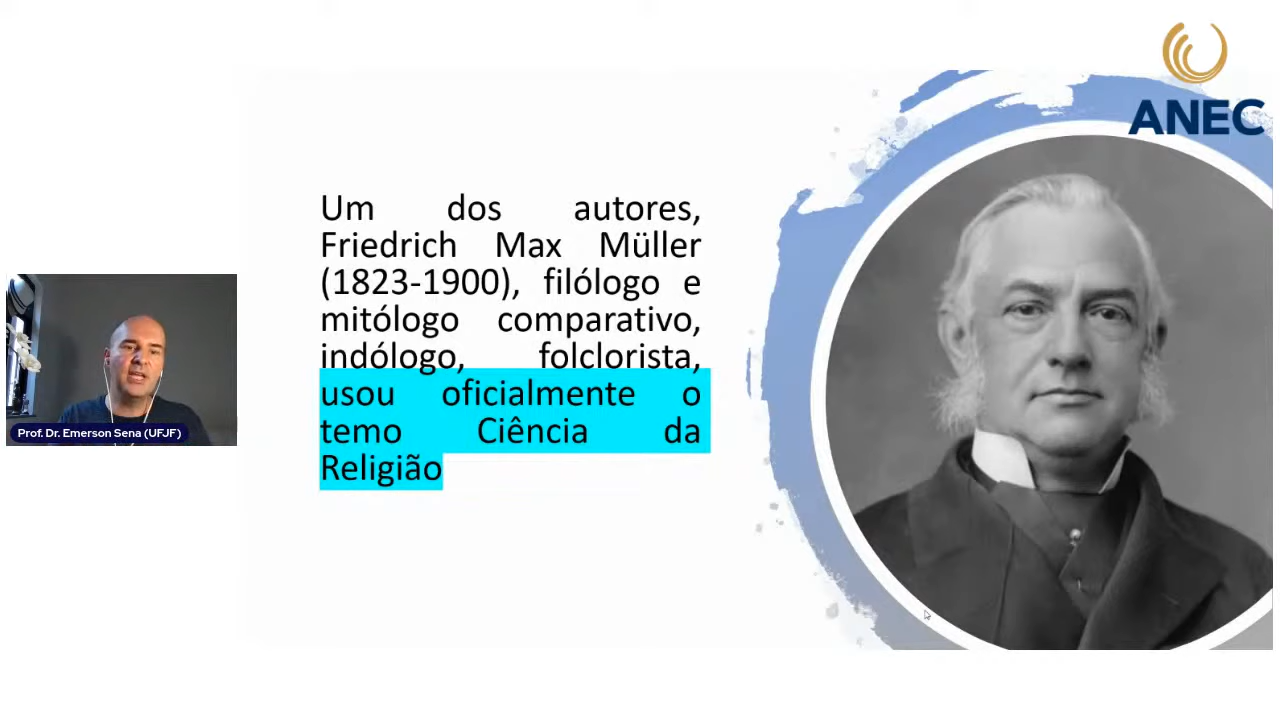 ANEC
Um dos autores,
Friedrich Max Müller
(1823-1900), filólogo e
mitólogo comparativo,
indólogo, folclorista,
usou oficialmente o
temo Ciência da
Religião
Prof. Dr. Emerson Sena (UFJF)